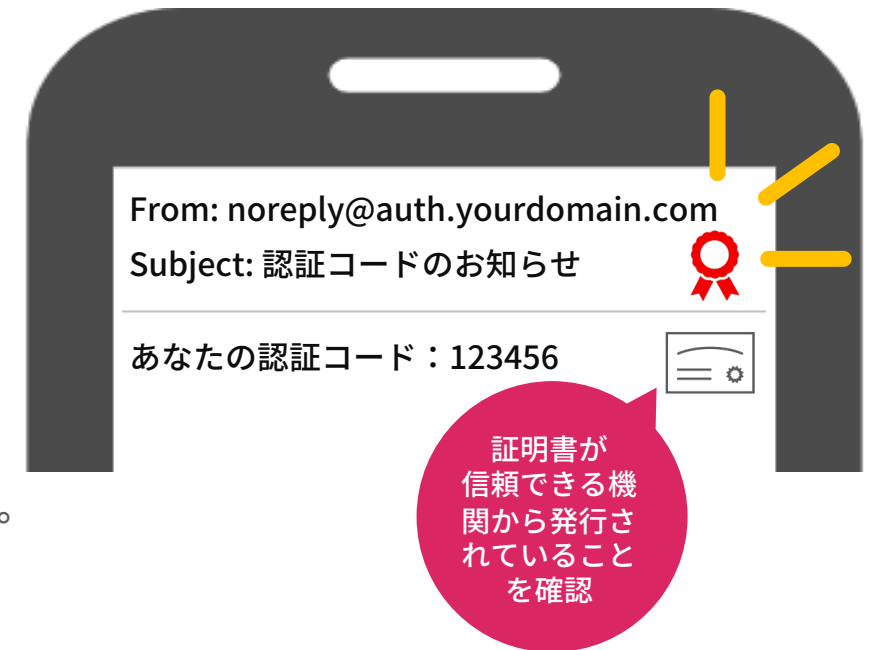 From: noreply@auth.yourdomain.com
Subject: 認証コードのお知らせ
あなたの認証コード：123456
証明書が
信頼できる機
関から発行さ
れていること
を確認
。